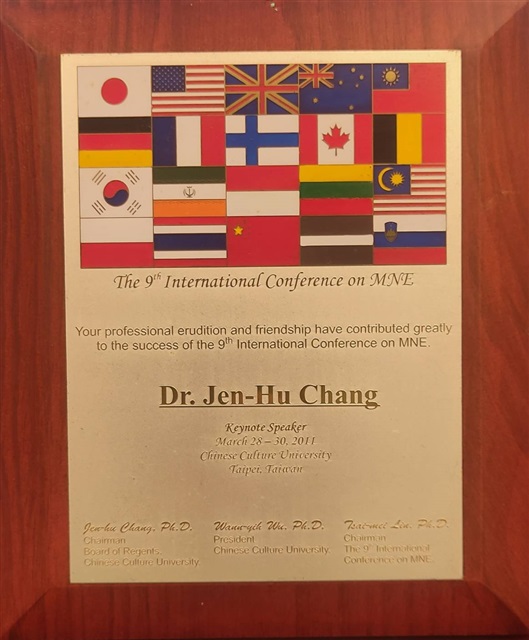 The 9th International Conference on MNE
Your professional erudition and friendship have contributed greatly
to the success of the 9th International Conference on MNE.
Dr. Jen-Hu Chang
Keynote Speaker
March 28 – 30, 2011
Chinese Culture University
Taipei, Taiwan
Jen-hu Chang, Ph.D.
Chairman
Board of Regents,
Chinese Culture University
Wann-yih Wu, Ph.D.
President
Chinese Culture University
Tsai-mei Lin, Ph.D.
Chairman
The 9th International
Conference on MNE.